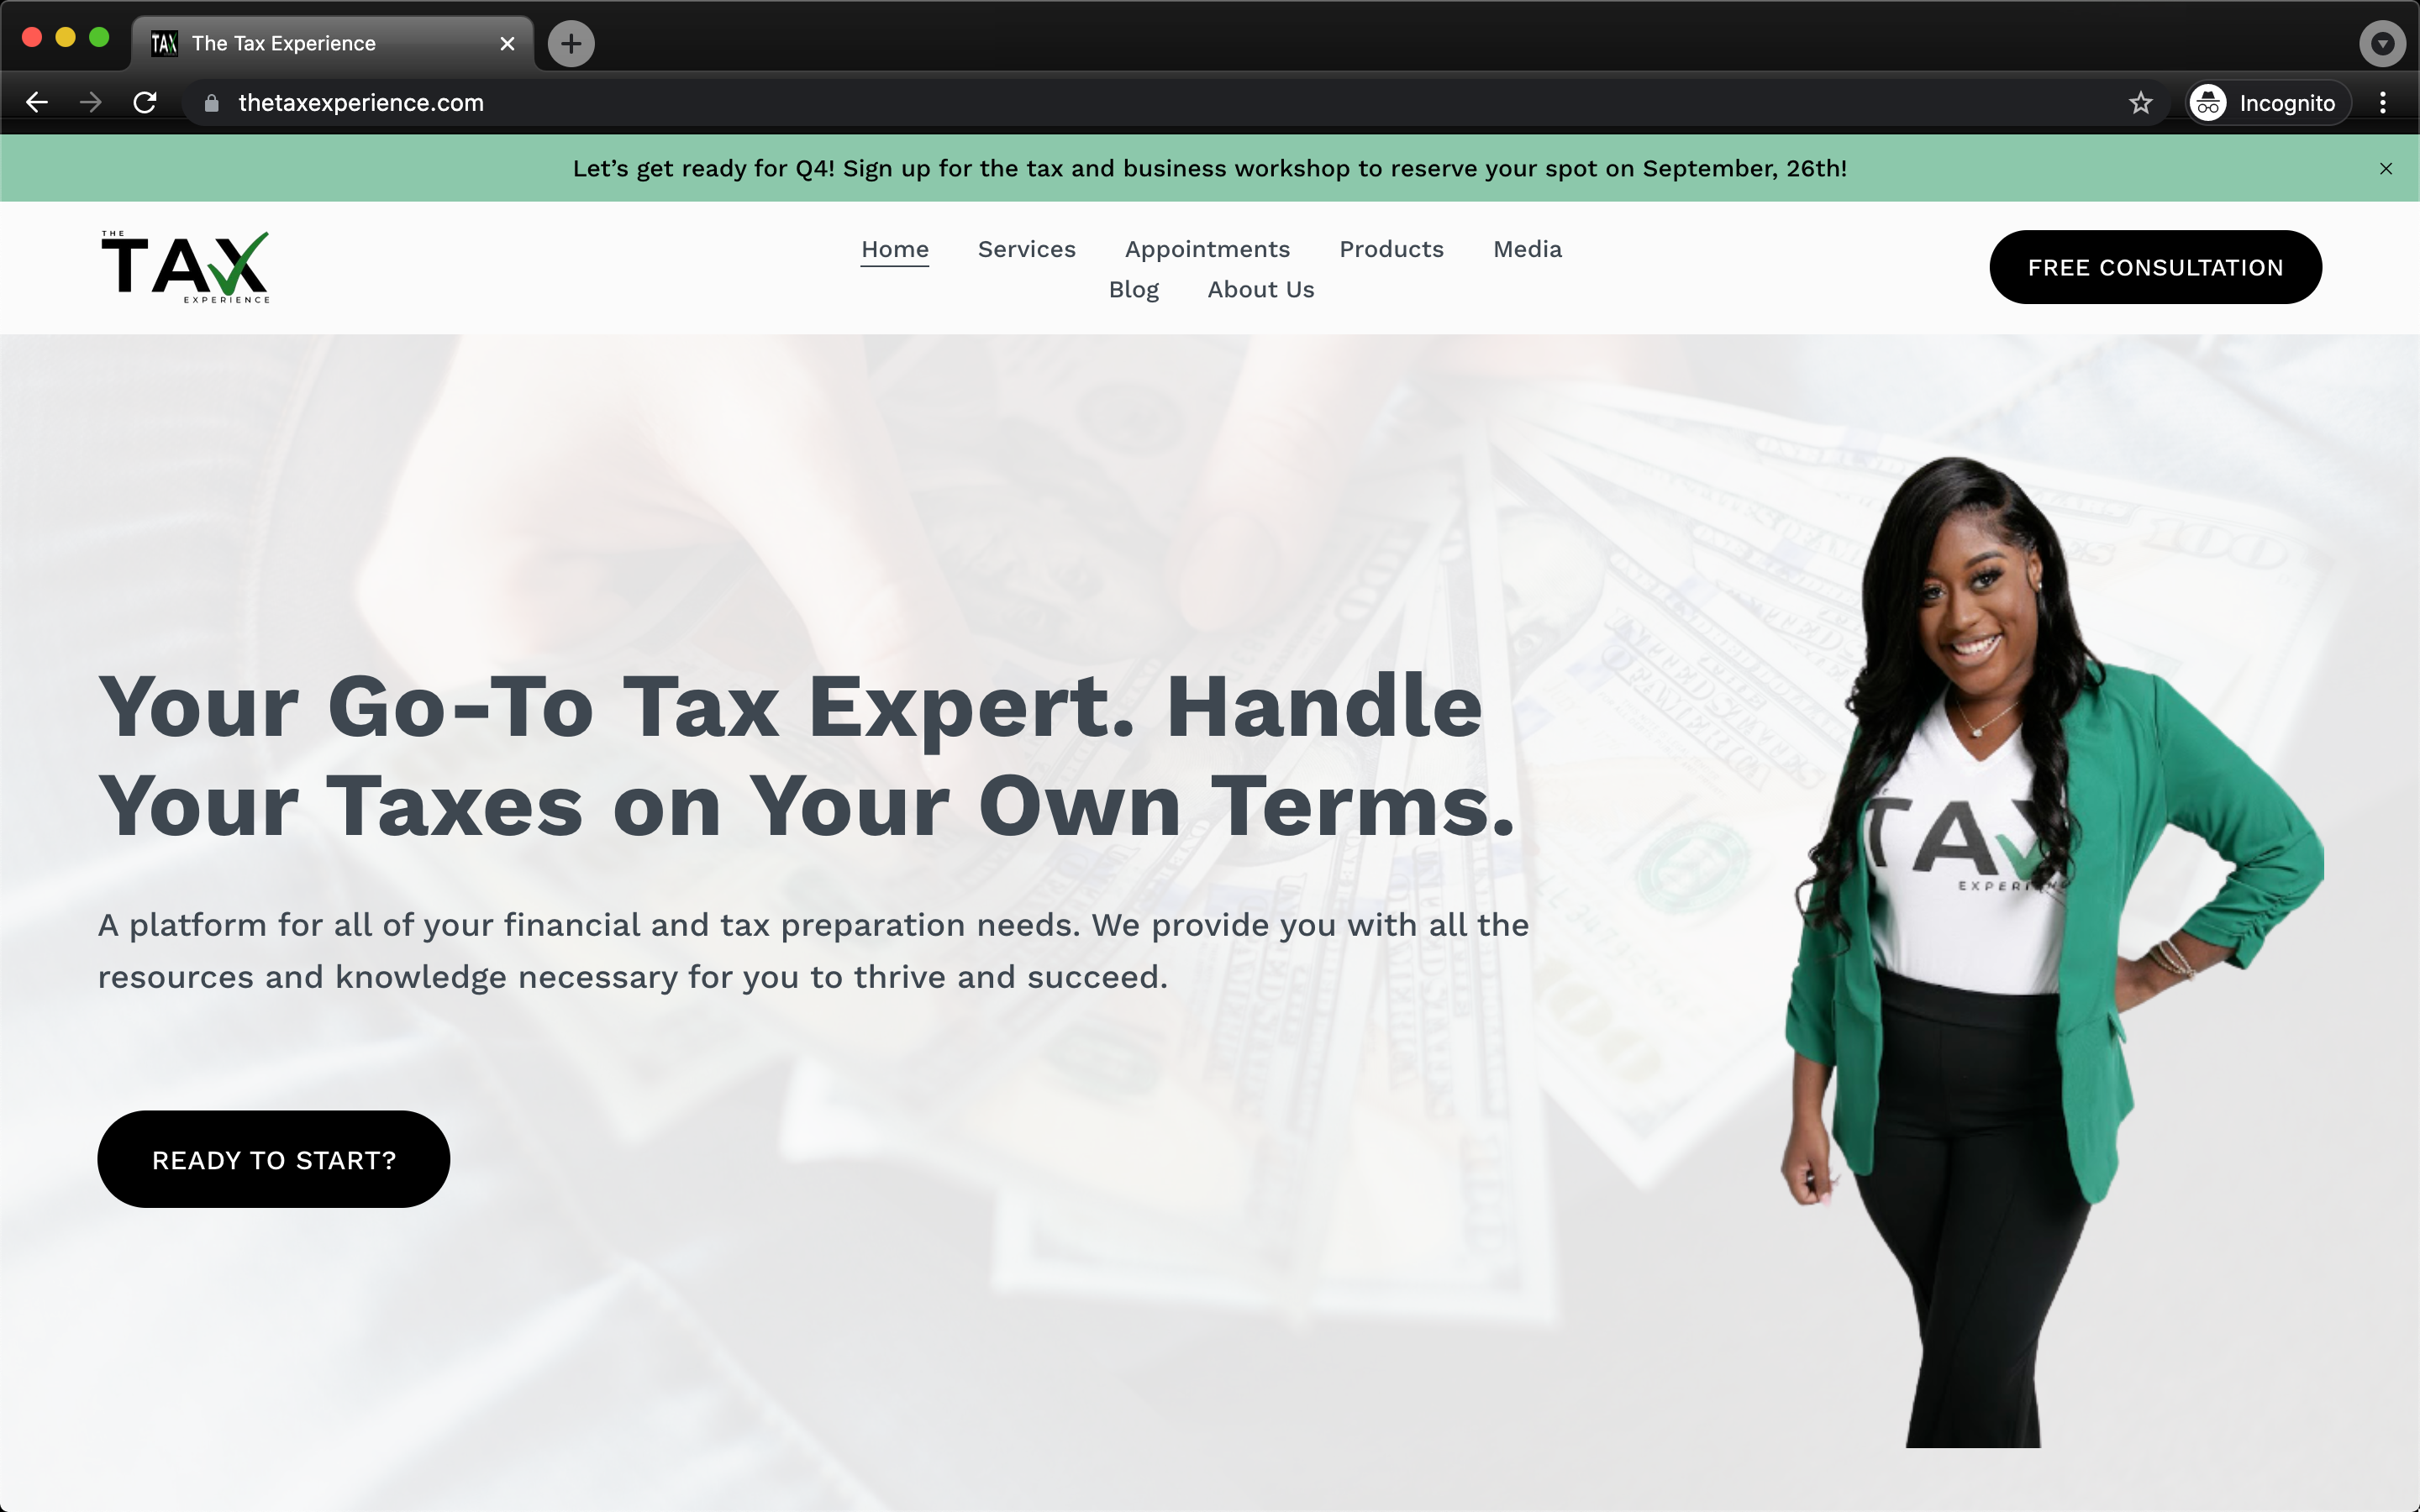 The Tax Experience
thetaxexperience.com
Incognito
Let’s get ready for Q4! Sign up for the tax and business workshop to reserve your spot on September, 26th!
THE
TAX
EXPERIENCE
Home Services Appointments Products Media
Blog About Us
FREE CONSULTATION
Your Go-To Tax Expert. Handle
Your Taxes on Your Own Terms.
A platform for all of your financial and tax preparation needs. We provide you with all the
resources and knowledge necessary for you to thrive and succeed.
READY TO START?
TAX
100